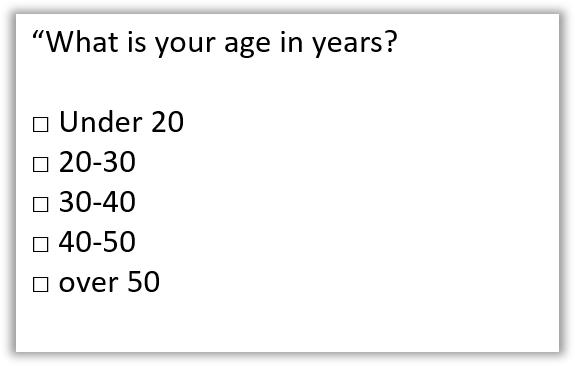 “What is your age in years?
□ Under 20
□ 20-30
□ 30-40
□ 40-50
□ over 50